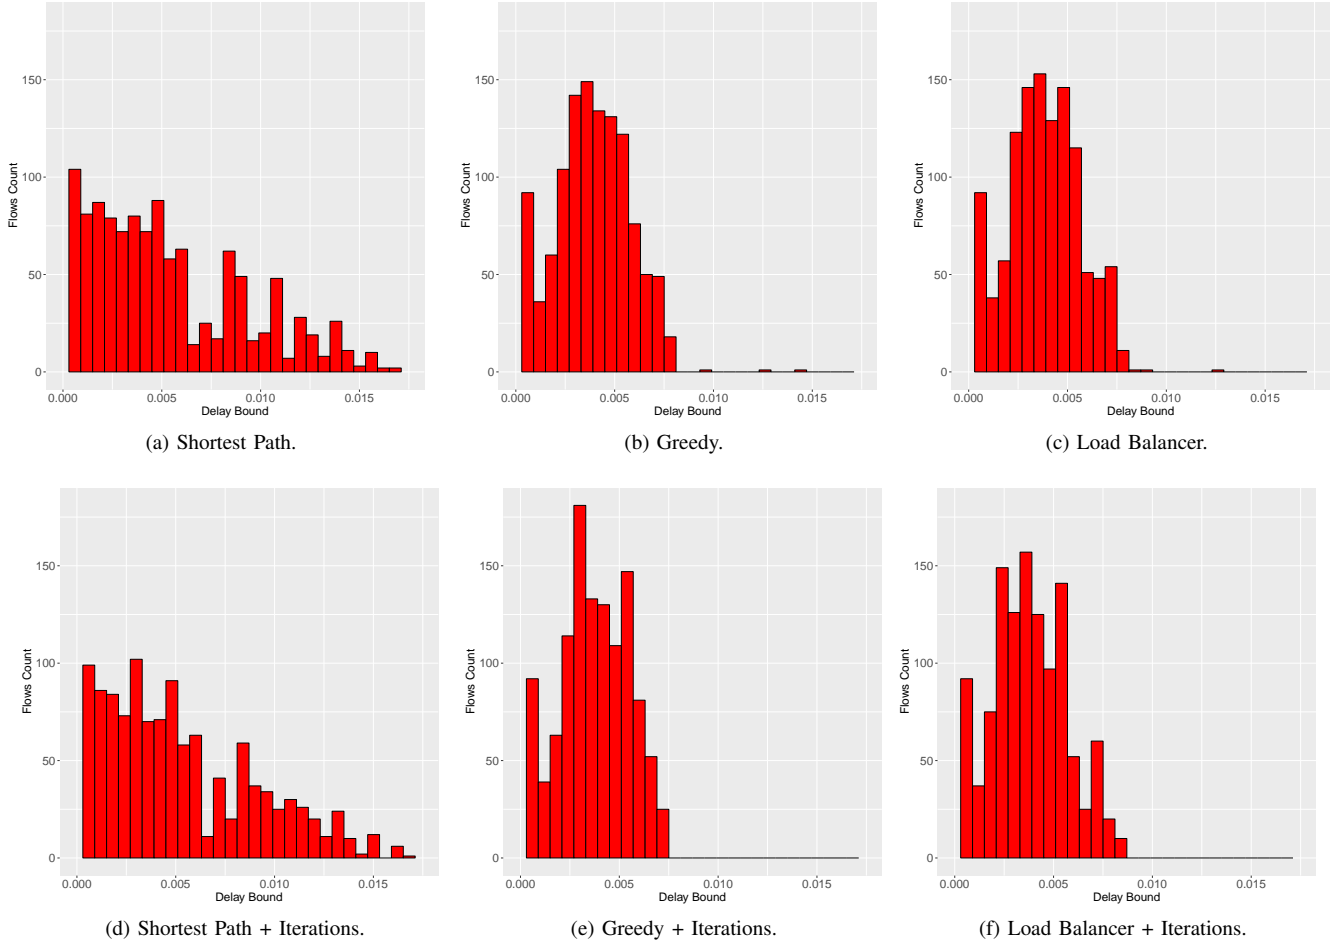 150
100
50
0
Flows Count
0.000 0.005 0.010 0.015
Delay Bound
(a) Shortest Path.
150
100
50
0
Flows Count
0.000 0.005 0.010 0.015
Delay Bound
(b) Greedy.
150
100
50
0
Flows Count
0.000 0.005 0.010 0.015
Delay Bound
(c) Load Balancer.
150
100
50
0
Flows Count
0.000 0.005 0.010 0.015
Delay Bound
(d) Shortest Path + Iterations.
150
100
50
0
Flows Count
0.000 0.005 0.010 0.015
Delay Bound
(e) Greedy + Iterations.
150
100
50
0
Flows Count
0.000 0.005 0.010 0.015
Delay Bound
(f) Load Balancer + Iterations.